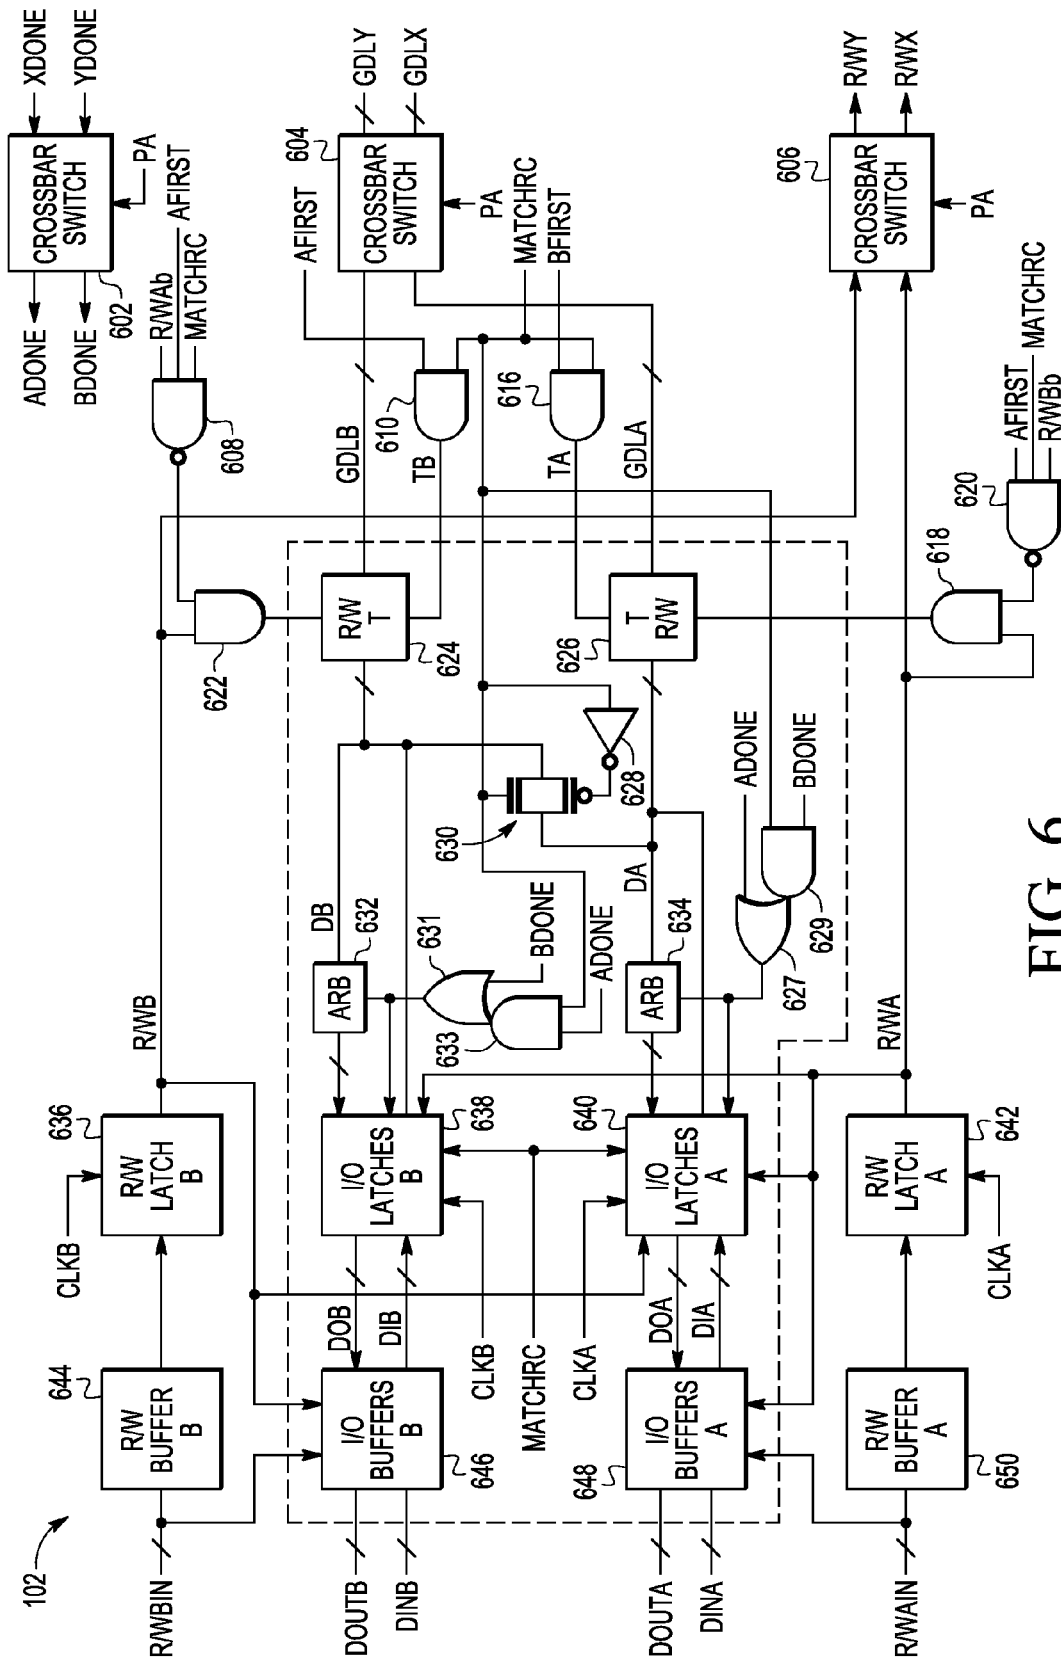 102
R/WBIN
R/W
BUFFER
B
644
CLKB
R/W
LATCH
B
636
R/WB
622
608
R/WAb
AFIRST
MATCHRC
ADONE
BDONE
602
CROSSBAR
SWITCH
XDONE
YDONE
PA
DOUTB
DINB
I/O
BUFFERS
B
646
DOB
DIB
I/O
LATCHES
B
638
CLKB
MATCHRC
CLKA
DB
ARB
632
631
633
BDONE
ADONE
R/W
T
624
GDLB
TB
610
AFIRST
604
CROSSBAR
SWITCH
GDLY
GDLX
PA
MATCHRC
BFIRST
630
628
616
TA
DOUTA
DINA
I/O
BUFFERS
A
648
DOA
DIA
I/O
LATCHES
A
640
DA
ARB
634
T
R/W
626
GDLA
627
629
ADONE
BDONE
R/WAIN
R/W
BUFFER
A
650
R/W
LATCH
A
642
CLKA
R/WA
618
620
AFIRST
MATCHRC
R/WBb
606
CROSSBAR
SWITCH
R/WY
R/WX
PA
FIG. 6